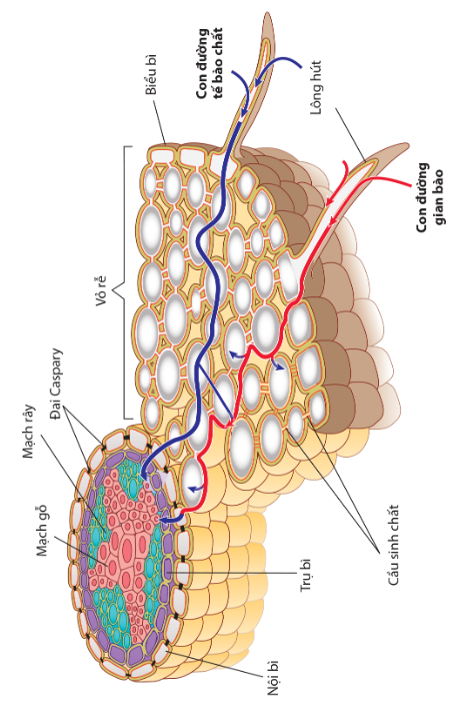 Con đường
tế bào chất
Lông hút
Con đường
gian bào
Biểu bì
Vỏ rễ
Đai Caspary
Mạch rây
Mạch gỗ
Cầu sinh chất
Trụ bì
Nội bì